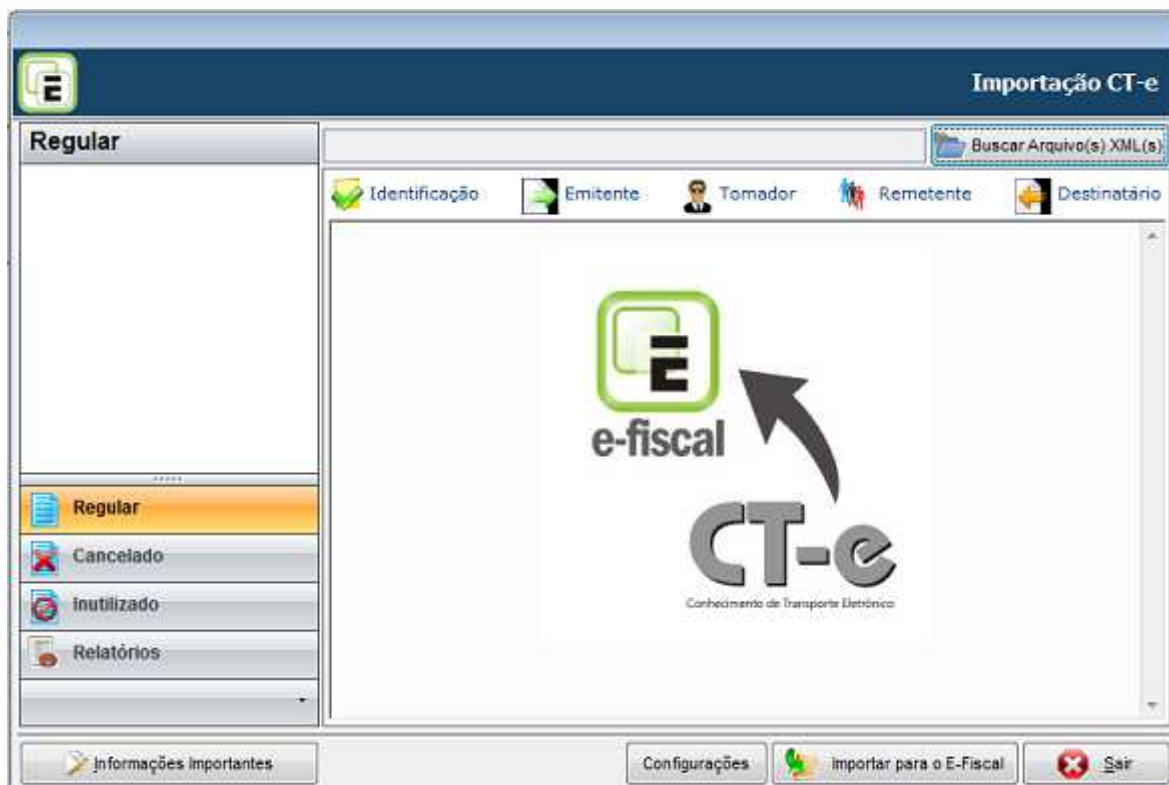 Importação CT-e
Regular
Buscar Arquivo(s) XML(s)
Identificação Emitente Tomador Remetente Destinatário
E
e-fiscal
CT-e
Conhecimento de Transporte Eletrônico
Regular
Cancelado
Inutilizado
Relatórios
Informações Importantes Configurações Importar para o E-Fiscal Sair